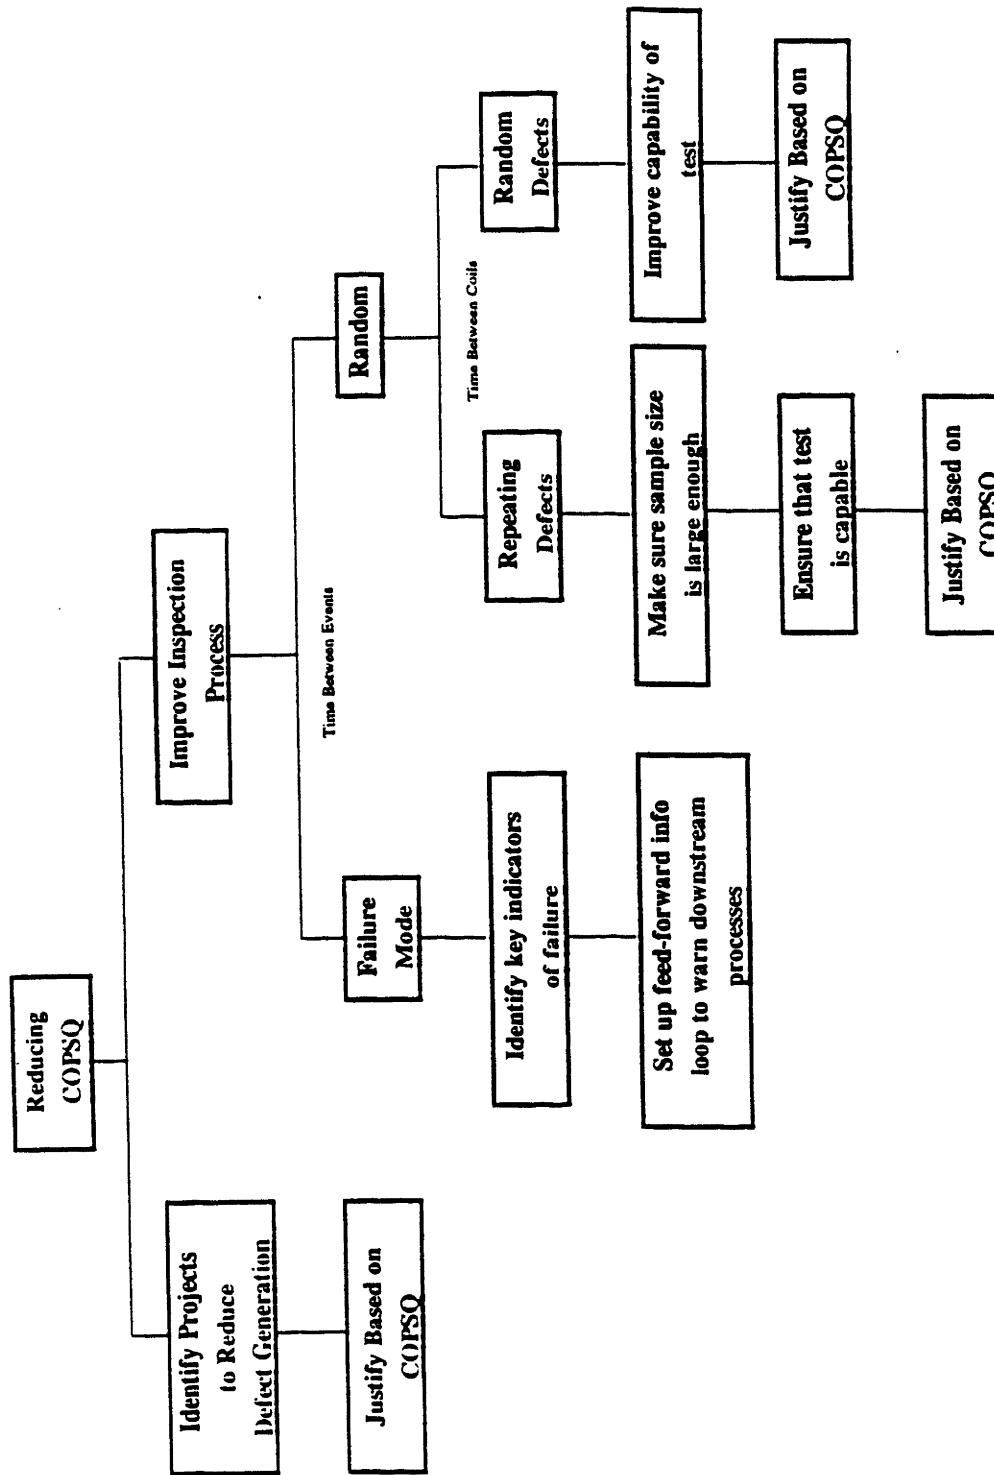 Reducing
COPSQ
Identify Projects
to Reduce
Defect Generation
Justify Based on
COPSQ
Improve Inspection
Process
Time Between Events
Failure
Mode
Identify key indicators
of failure
Set up feed-forward info
loop to warn downstream
processes
Random
Time Between Coils
Repeating
Defects
Make sure sample size
is large enough
Ensure that test
is capable
Justify Based on
COPSQ
Random
Defects
Improve capability of
test
Justify Based on
COPSQ